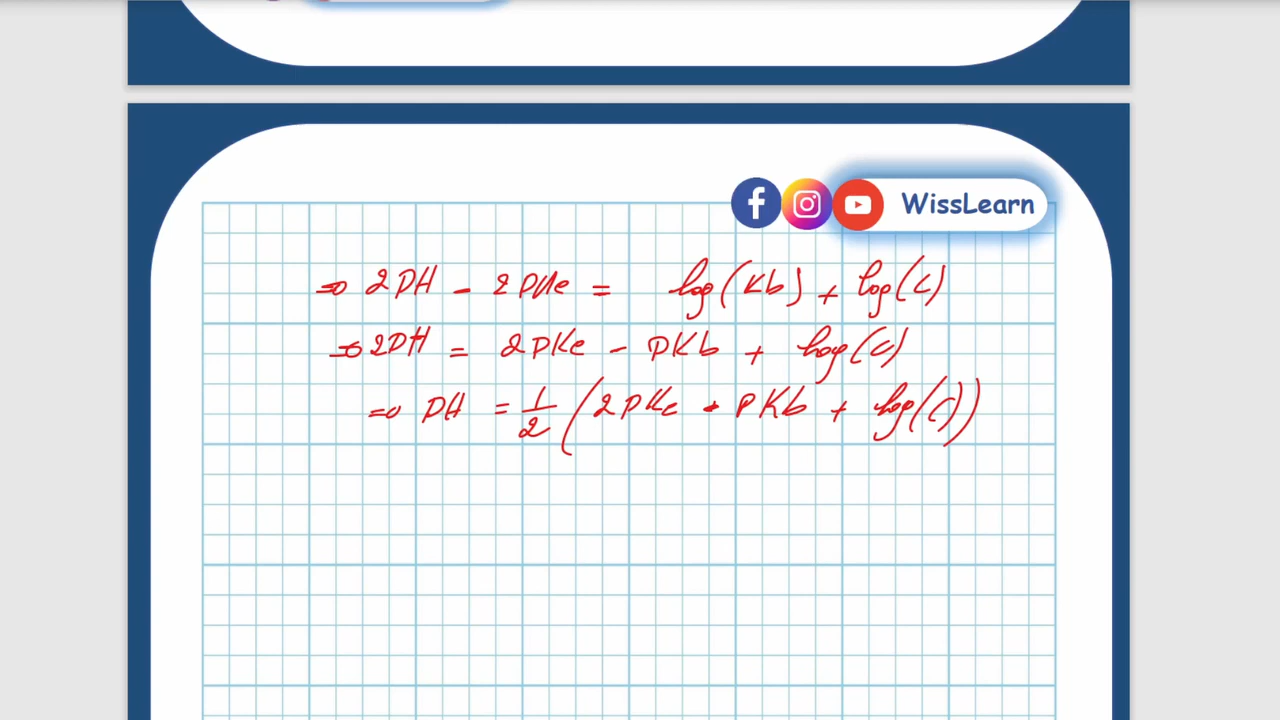 WissLearn
⇒ 2PH - 2PKe = log(Kb) + log(C)
⇒ 2PH = 2PKe - PKb + log(C)
⇒ PH = 1/2 (2PKe - PKb + log(C))